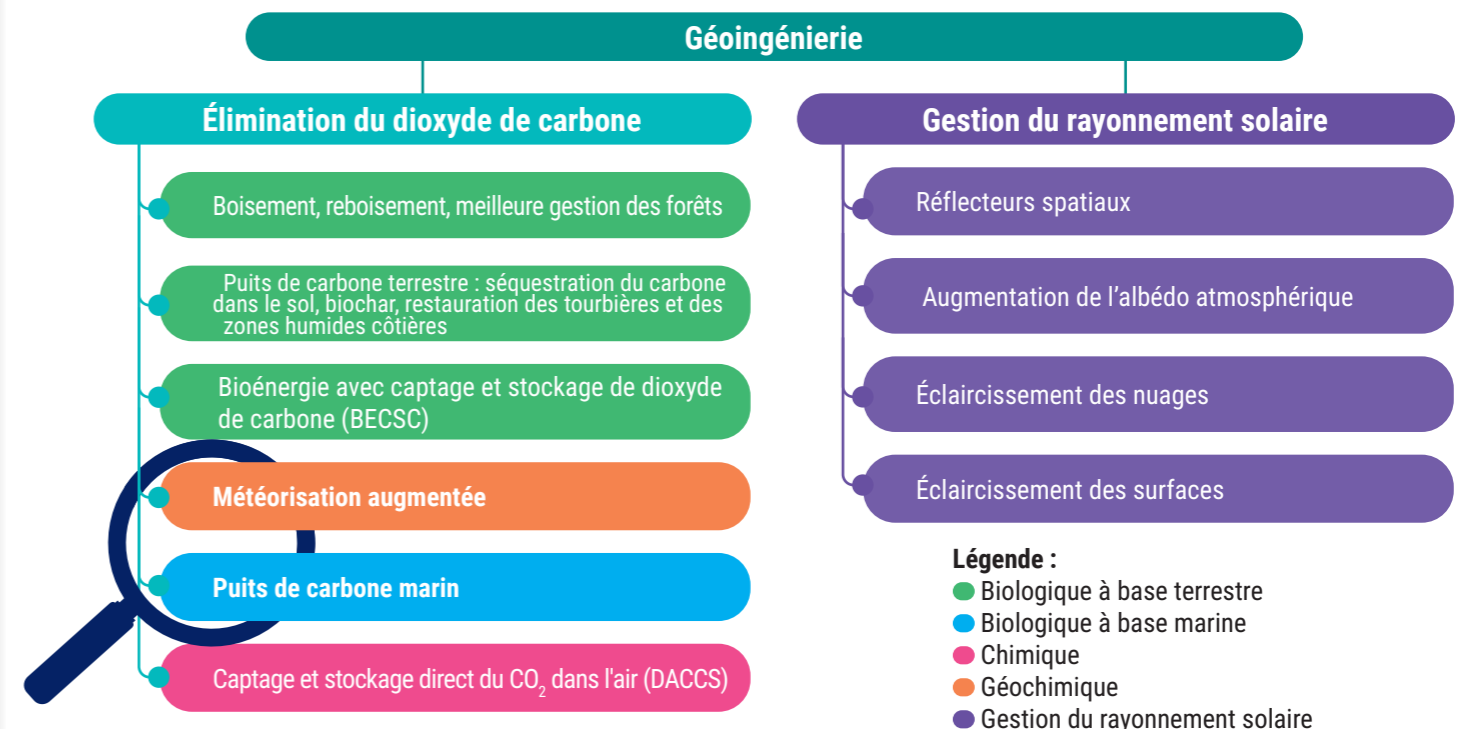 Géoingénierie
Élimination du dioxyde de carbone
Boisement, reboisement, meilleure gestion des forêts
Puits de carbone terrestre : séquestration du carbone
dans le sol, biochar, restauration des tourbières et des
zones humides côtières
Bioénergie avec captage et stockage de dioxyde
de carbone (BECSC)
Météorisation augmentée
Puits de carbone marin
Captage et stockage direct du CO₂ dans l'air (DACCS)
Gestion du rayonnement solaire
Réflecteurs spatiaux
Augmentation de l’albédo atmosphérique
Éclaircissement des nuages
Éclaircissement des surfaces
Légende :
Biologique à base terrestre
Biologique à base marine
Chimique
Géochimique
Gestion du rayonnement solaire